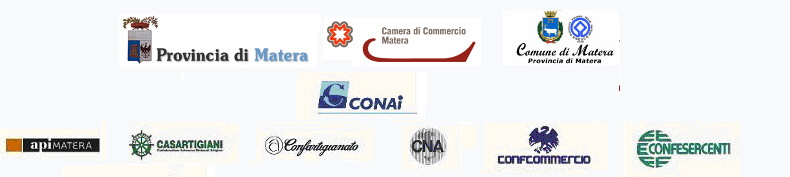 Provincia di Matera
Camera di Commercio
Matera
Comune di Matera
Provincia di Matera
CONAI
apiMATERA
CASARTIGIANI
Confartigianato
CNA
CONFCOMMERCIO
CONFESERCENTI